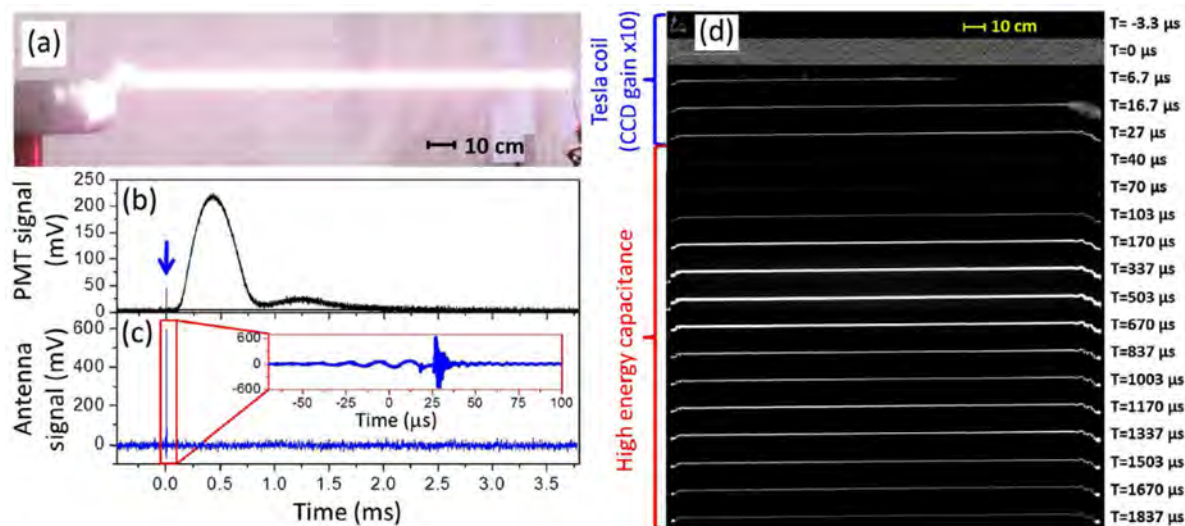 (a)
10 cm
PMT signal
(mV)
(b)
250
200
150
100
50
0
Antenna
signal (mV)
(c)
600
400
200
0
600
0
-600
-50
-25
0
25
50
75
100
Time (μs)
0.0
0.5
1.0
1.5
2.0
2.5
3.0
3.5
Time (ms)
Tesla coil
(CCD gain x10)
High energy capacitance
(d)
10 cm
T= -3.3 μs
T=0 μs
T=6.7 μs
T=16.7 μs
T=27 μs
T=40 μs
T=70 μs
T=103 μs
T=170 μs
T=337 μs
T=503 μs
T=670 μs
T=837 μs
T=1003 μs
T=1170 μs
T=1337 μs
T=1503 μs
T=1670 μs
T=1837 μs